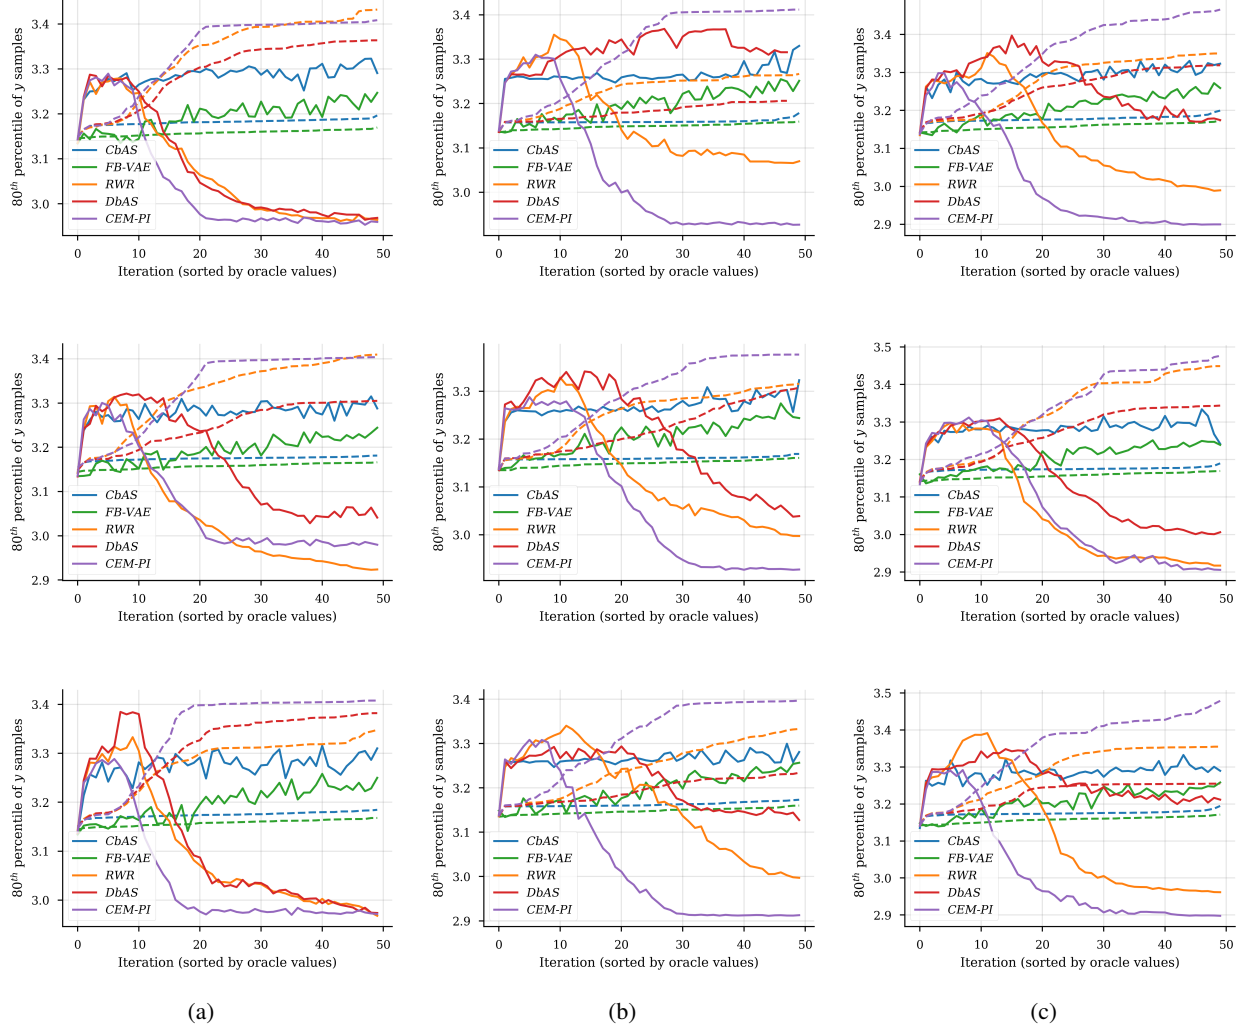 80th percentile of y samples
3.4
3.3
3.2
3.1
3.0
CbAS
FB-VAE
RWR
DbAS
CEM-PI
0 10 20 30 40 50
Iteration (sorted by oracle values)
80th percentile of y samples
3.4
3.3
3.2
3.1
3.0
CbAS
FB-VAE
RWR
DbAS
CEM-PI
0 10 20 30 40 50
Iteration (sorted by oracle values)
80th percentile of y samples
3.4
3.3
3.2
3.1
3.0
2.9
CbAS
FB-VAE
RWR
DbAS
CEM-PI
0 10 20 30 40 50
Iteration (sorted by oracle values)
80th percentile of y samples
3.4
3.3
3.2
3.1
3.0
2.9
CbAS
FB-VAE
RWR
DbAS
CEM-PI
0 10 20 30 40 50
Iteration (sorted by oracle values)
80th percentile of y samples
3.3
3.2
3.1
3.0
CbAS
FB-VAE
RWR
DbAS
CEM-PI
0 10 20 30 40 50
Iteration (sorted by oracle values)
80th percentile of y samples
3.5
3.4
3.3
3.2
3.1
3.0
2.9
CbAS
FB-VAE
RWR
DbAS
CEM-PI
0 10 20 30 40 50
Iteration (sorted by oracle values)
80th percentile of y samples
3.4
3.3
3.2
3.1
3.0
CbAS
FB-VAE
RWR
DbAS
CEM-PI
0 10 20 30 40 50
Iteration (sorted by oracle values)
80th percentile of y samples
3.4
3.3
3.2
3.1
3.0
2.9
CbAS
FB-VAE
RWR
DbAS
CEM-PI
0 10 20 30 40 50
Iteration (sorted by oracle values)
80th percentile of y samples
3.5
3.4
3.3
3.2
3.1
3.0
2.9
CbAS
FB-VAE
RWR
DbAS
CEM-PI
0 10 20 30 40 50
Iteration (sorted by oracle values)
(a) (b) (c)